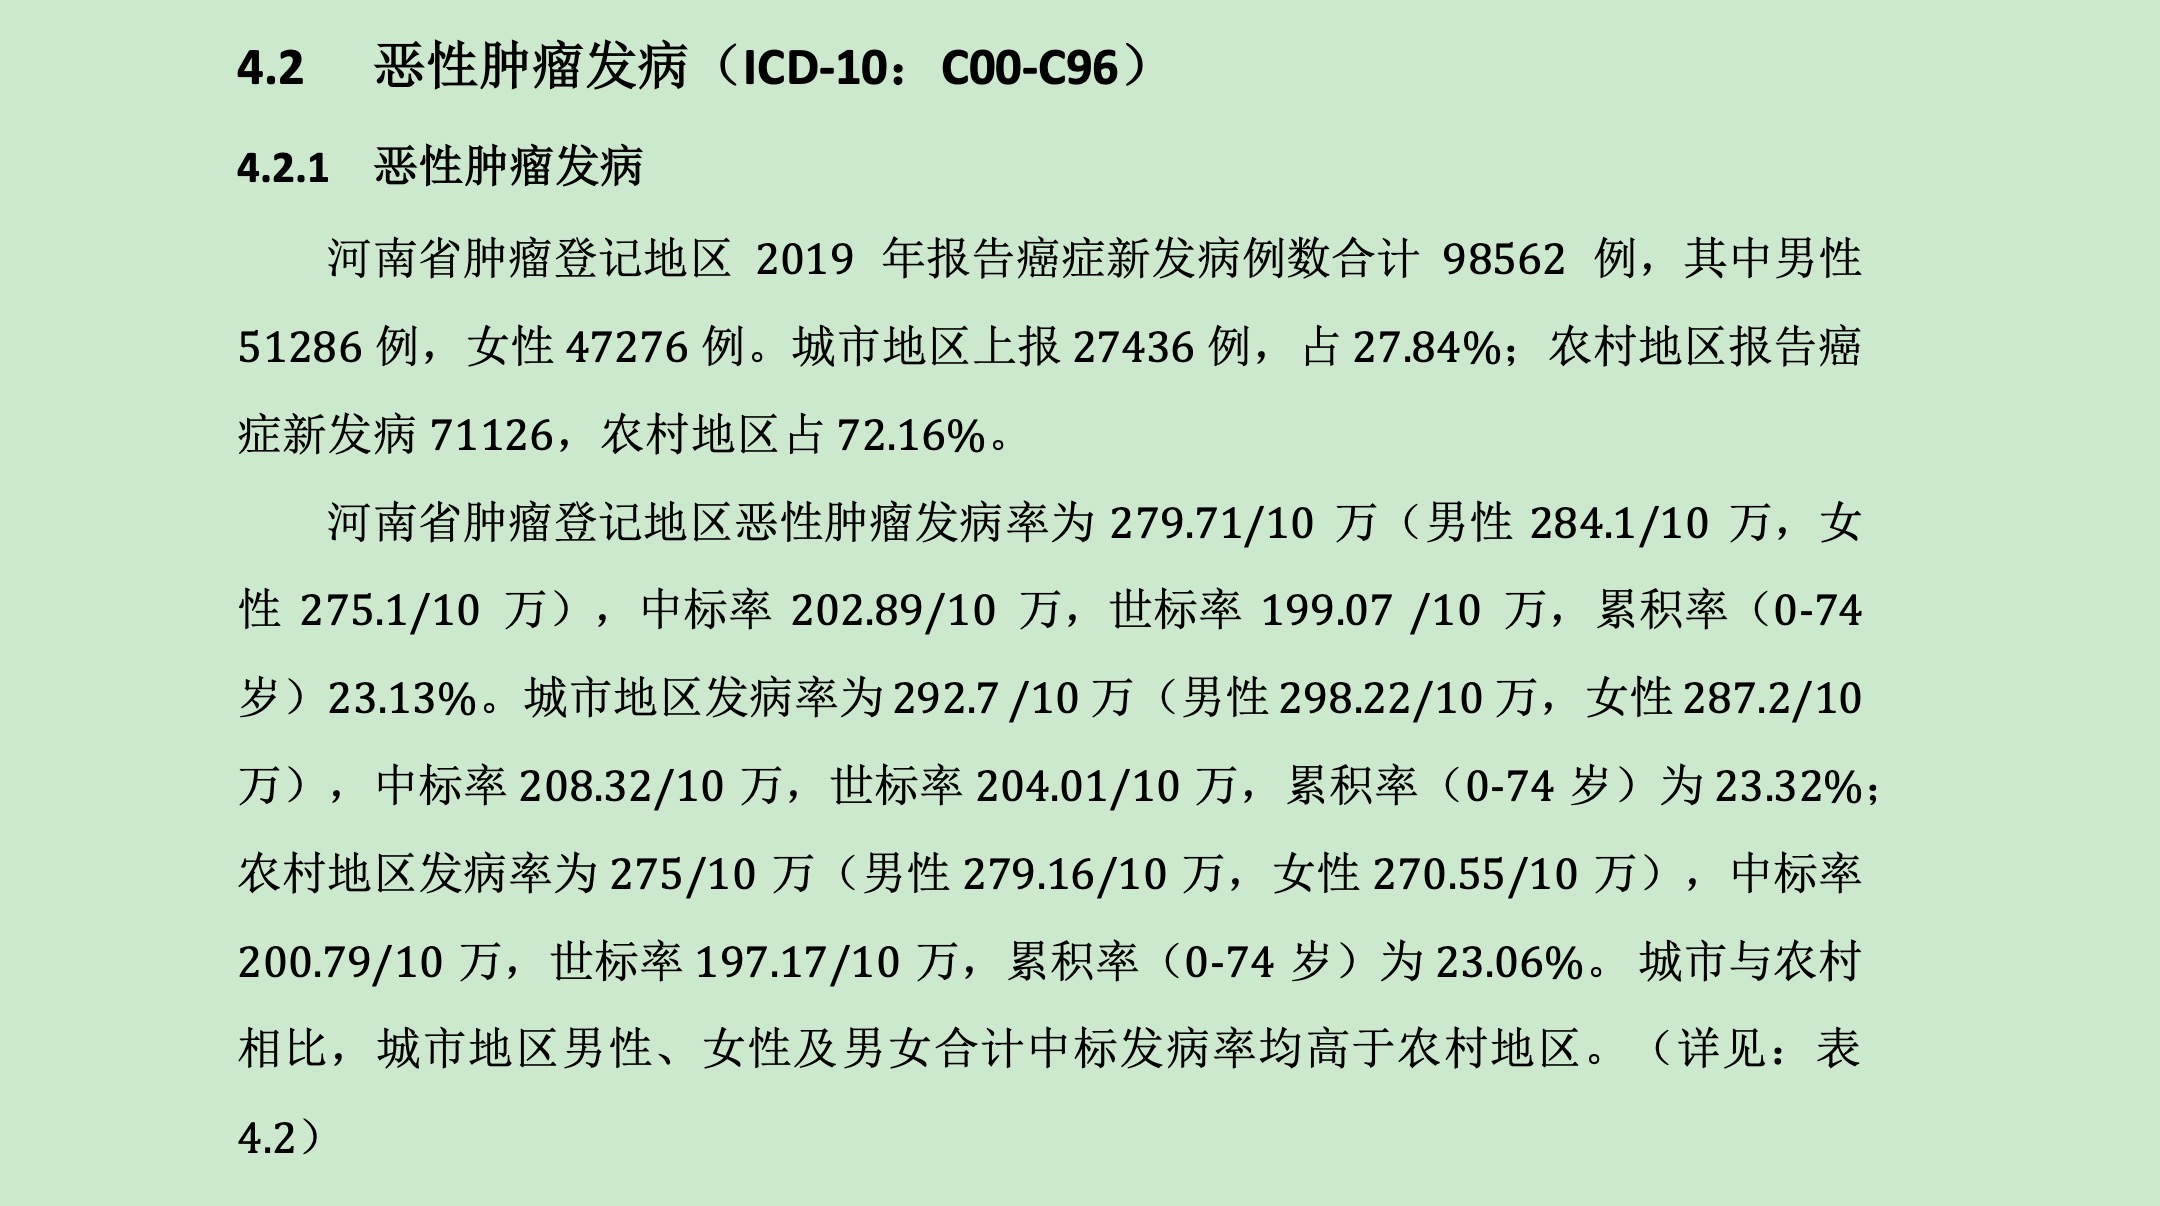 4.2 恶性肿瘤发病（ICD-10：C00-C96）
4.2.1 恶性肿瘤发病
河南省肿瘤登记地区 2019 年报告癌症新发病例数合计 98562 例，其中男性
51286 例，女性 47276 例。城市地区上报 27436 例，占 27.84%；农村地区报告癌
症新发病 71126，农村地区占 72.16%。
河南省肿瘤登记地区恶性肿瘤发病率为 279.71/10 万（男性 284.1/10 万，女
性 275.1/10 万），中标率 202.89/10 万，世标率 199.07 /10 万，累积率（0-74
岁）23.13%。城市地区发病率为 292.7 /10 万（男性 298.22/10 万，女性 287.2/10
万），中标率 208.32/10 万，世标率 204.01/10 万，累积率（0-74 岁）为 23.32%；
农村地区发病率为 275/10 万（男性 279.16/10 万，女性 270.55/10 万），中标率
200.79/10 万，世标率 197.17/10 万，累积率（0-74 岁）为 23.06%。城市与农村
相比，城市地区男性、女性及男女合计中标发病率均高于农村地区。（详见：表
4.2）